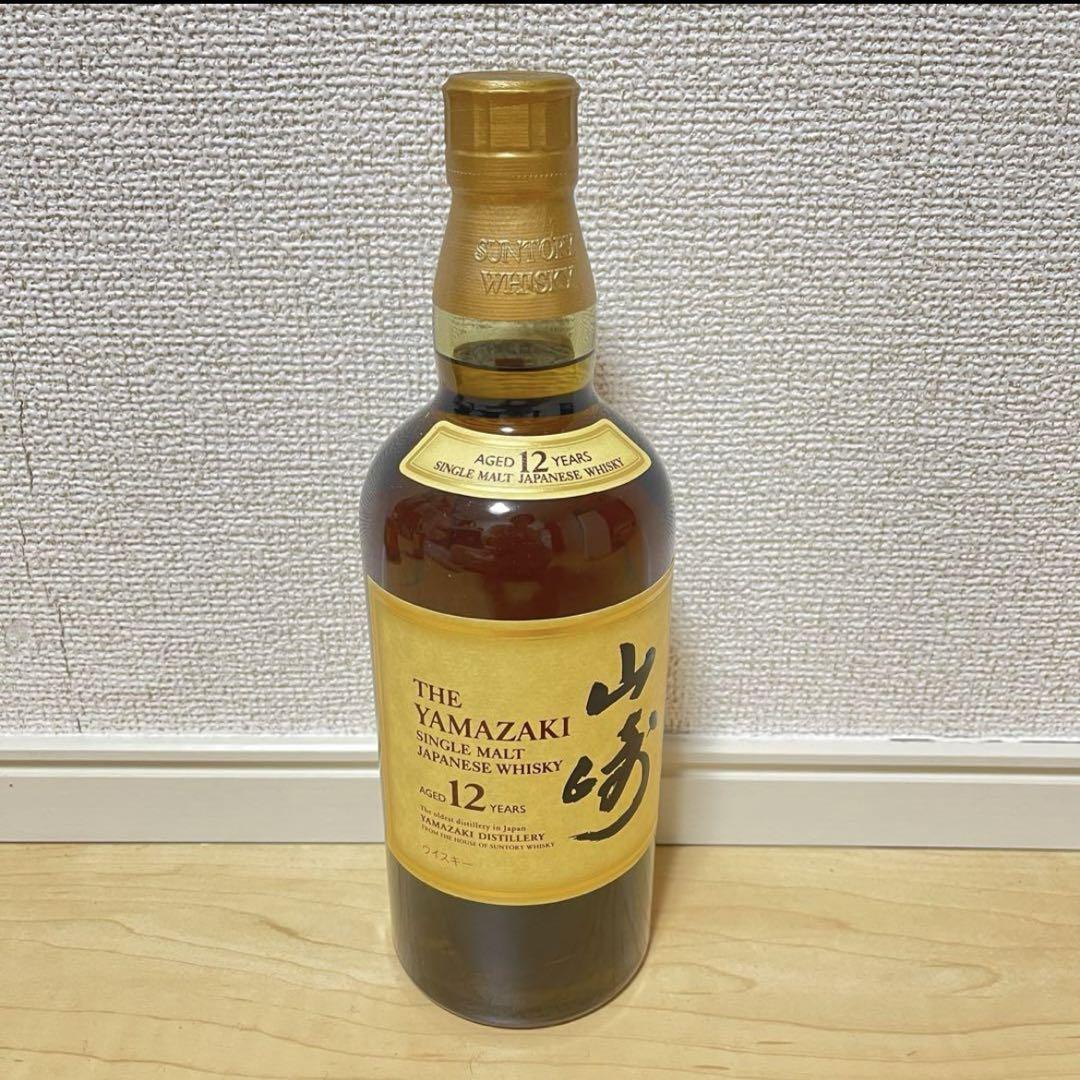 SUNTORY
WHISKY
AGED 12 YEARS
SINGLE MALT JAPANESE WHISKY
THE
YAMAZAKI
SINGLE MALT
JAPANESE WHISKY
AGED 12 YEARS
The oldest distillery in Japan
YAMAZAKI DISTILLERY
FROM THE HOUSE OF SUNTORY WHISKY
ウイスキー
山崎